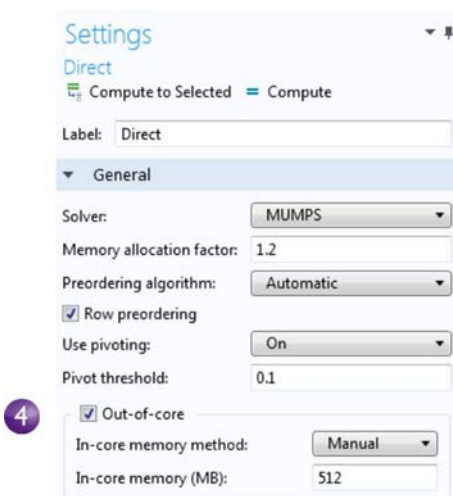 Settings
Direct
Compute to Selected = Compute
Label: Direct
General
Solver: MUMPS
Memory allocation factor: 1.2
Preordering algorithm: Automatic
Row preordering
Use pivoting: On
Pivot threshold: 0.1
4
Out-of-core
In-core memory method: Manual
In-core memory (MB): 512